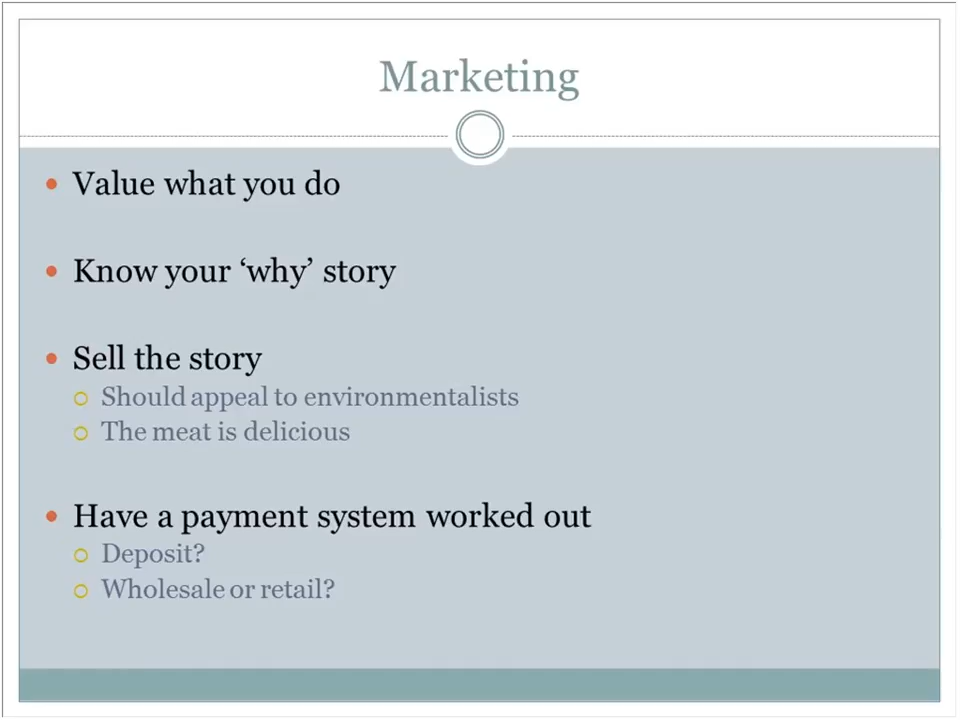 Marketing
Value what you do
Know your ‘why’ story
Sell the story
Should appeal to environmentalists
The meat is delicious
Have a payment system worked out
Deposit?
Wholesale or retail?